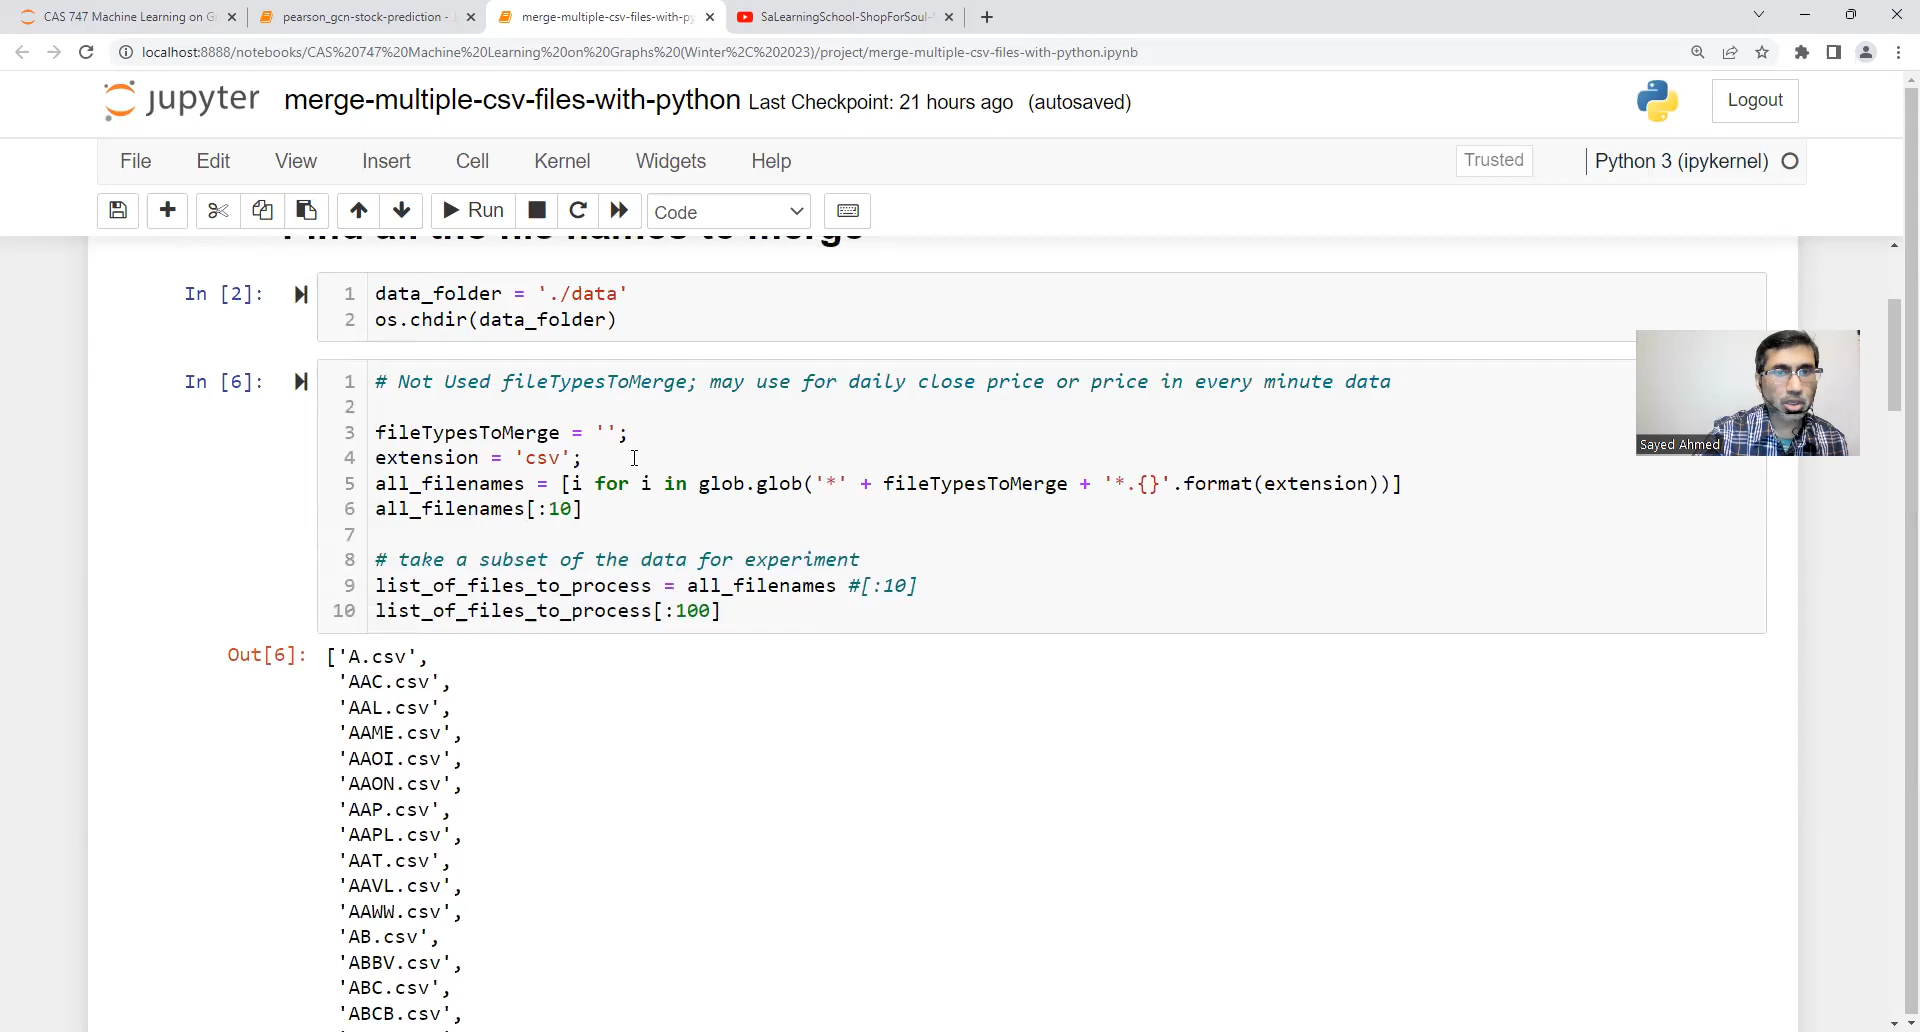 CAS 747 Machine Learning on G
pearson_gcn-stock-prediction -
merge-multiple-csv-files-with-py
SaLearningSchool-ShopForSoul-
localhost:8888/notebooks/CAS%20747%20Machine%20Learning%20on%20Graphs%20(Winter%2C%202023)/project/merge-multiple-csv-files-with-python.ipynb
jupyter merge-multiple-csv-files-with-python Last Checkpoint: 21 hours ago (autosaved)
Logout
File Edit View Insert Cell Kernel Widgets Help
Trusted
Python 3 (ipykernel)
Run
Code
Find all the file names to merge
In [2]:
1 data_folder = './data'
2 os.chdir(data_folder)
In [6]:
1 # Not Used fileTypesToMerge; may use for daily close price or price in every minute data
2
3 fileTypesToMerge = '';
4 extension = 'csv';
5 all_filenames = [i for i in glob.glob('*' + fileTypesToMerge + '*.{}'.format(extension))]
6 all_filenames[:10]
7
8 # take a subset of the data for experiment
9 list_of_files_to_process = all_filenames #[:10]
10 list_of_files_to_process[:100]
Sayed Ahmed
Out[6]: ['A.csv',
'AAC.csv',
'AAL.csv',
'AAME.csv',
'AAOI.csv',
'AAON.csv',
'AAP.csv',
'AAPL.csv',
'AAT.csv',
'AAVL.csv',
'AAWW.csv',
'AB.csv',
'ABBV.csv',
'ABC.csv',
'ABCB.csv',